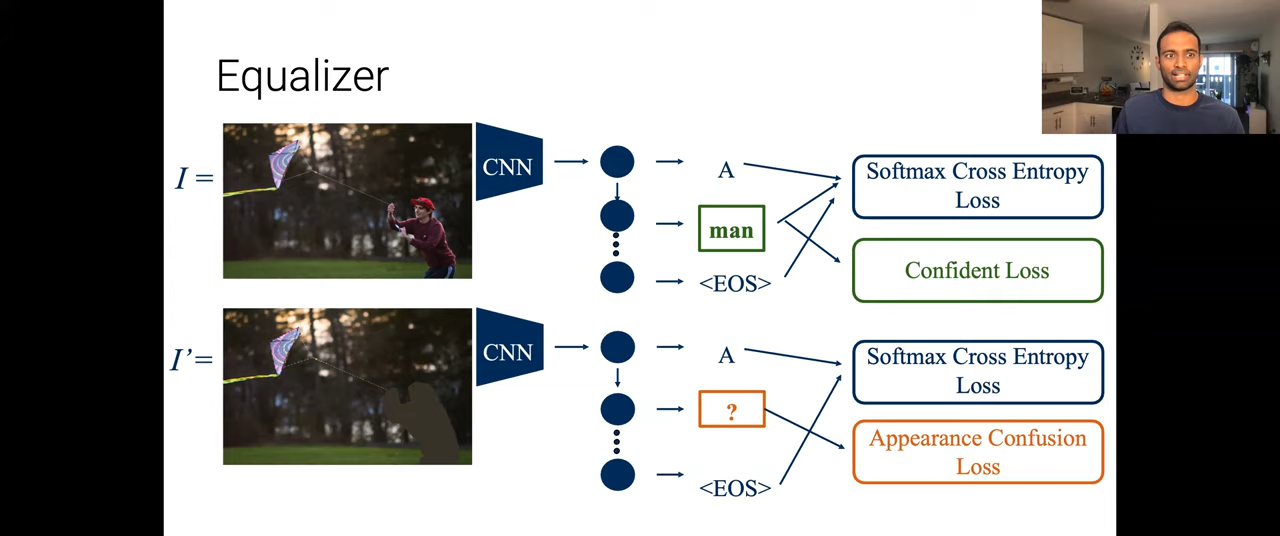 Equalizer
I =
CNN
A
man
<EOS>
Softmax Cross Entropy
Loss
Confident Loss
I’=
CNN
A
?
<EOS>
Softmax Cross Entropy
Loss
Appearance Confusion
Loss